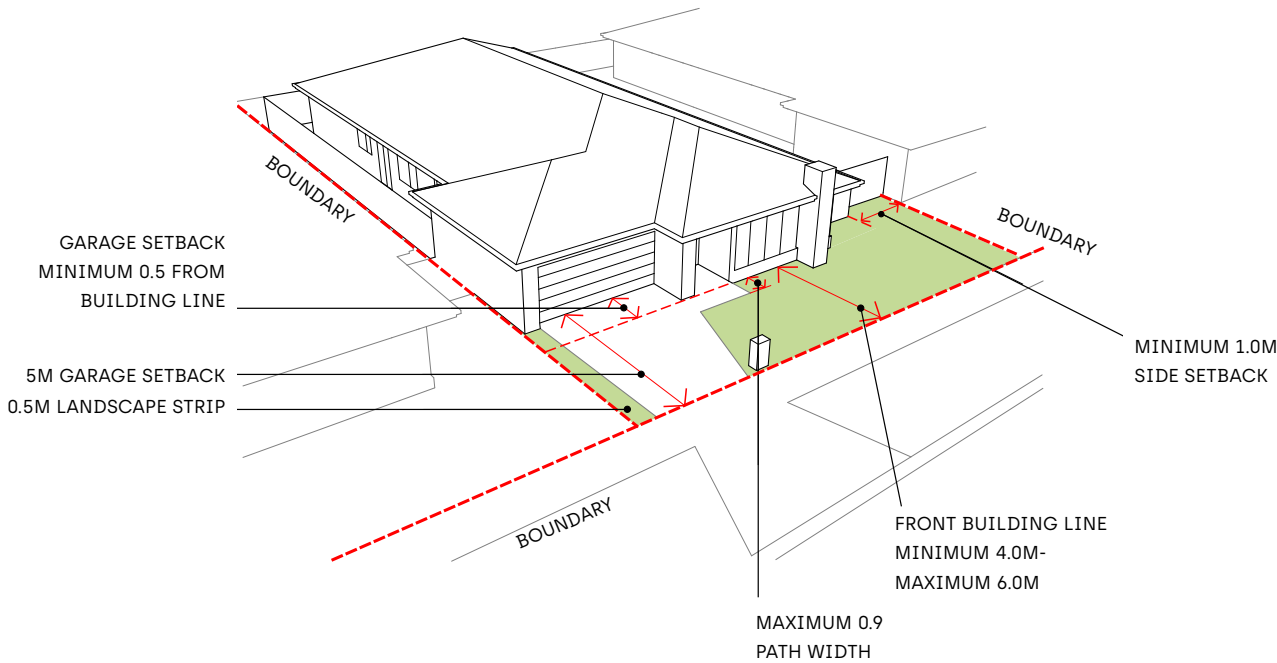 BOUNDARY
BOUNDARY
GARAGE SETBACK
MINIMUM 0.5 FROM
BUILDING LINE
5M GARAGE SETBACK
0.5M LANDSCAPE STRIP
MINIMUM 1.0M
SIDE SETBACK
BOUNDARY
FRONT BUILDING LINE
MINIMUM 4.0M-
MAXIMUM 6.0M
MAXIMUM 0.9
PATH WIDTH